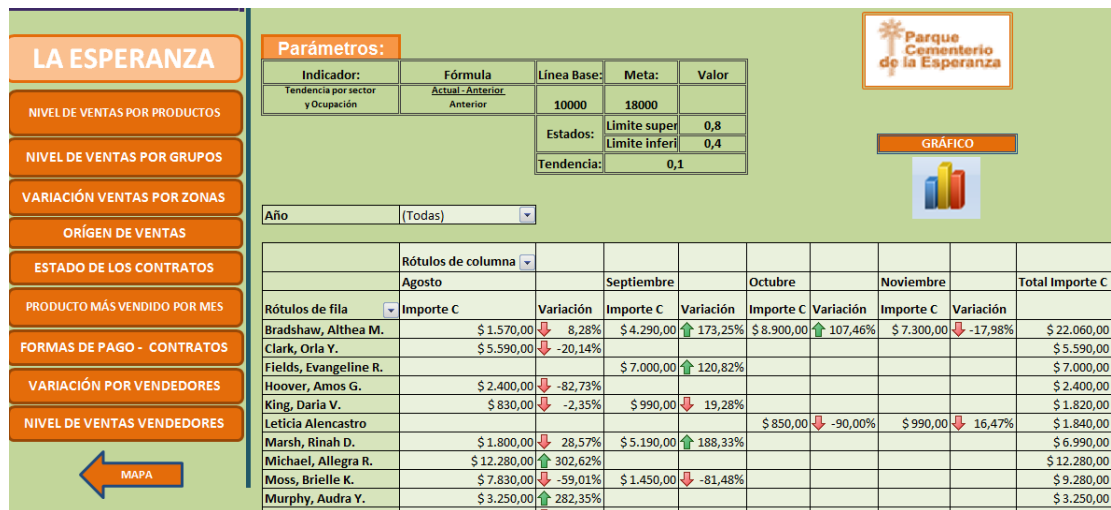 LA ESPERANZA
NIVEL DE VENTAS POR PRODUCTOS
NIVEL DE VENTAS POR GRUPOS
VARIACIÓN VENTAS POR ZONAS
ORÍGEN DE VENTAS
ESTADO DE LOS CONTRATOS
PRODUCTO MÁS VENDIDO POR MES
FORMAS DE PAGO - CONTRATOS
VARIACIÓN POR VENDEDORES
NIVEL DE VENTAS VENDEDORES
MAPA
Parámetros:
Indicador: Fórmula Línea Base: Meta: Valor
Tendencia por sector Actual - Anterior
y Ocupación Anterior 10000 18000
Estados: Limite super 0,8
Limite inferi 0,4
Tendencia: 0,1
Parque
Cementerio
de la Esperanza
GRÁFICO
Año (Todas)
Rótulos de columna
Agosto Septiembre Octubre Noviembre Total Importe C
Rótulos de fila Importe C Variación Importe C Variación Importe C Variación Importe C Variación
Bradshaw, Althea M. $ 1.570,00 8,28% $ 4.290,00 173,25% $ 8.900,00 107,46% $ 7.300,00 -17,98% $ 22.060,00
Clark, Orla Y. $ 5.590,00 -20,14% $ 5.590,00
Fields, Evangeline R. $ 7.000,00 120,82% $ 7.000,00
Hoover, Amos G. $ 2.400,00 -82,73% $ 2.400,00
King, Daria V. $ 830,00 -2,35% $ 990,00 19,28% $ 1.820,00
Leticia Alencastro $ 850,00 -90,00% $ 990,00 16,47% $ 1.840,00
Marsh, Rinah D. $ 1.800,00 28,57% $ 5.190,00 188,33% $ 6.990,00
Michael, Allegra R. $ 12.280,00 302,62% $ 12.280,00
Moss, Brielle K. $ 7.830,00 -59,01% $ 1.450,00 -81,48% $ 9.280,00
Murphy, Audra Y. $ 3.250,00 282,35% $ 3.250,00